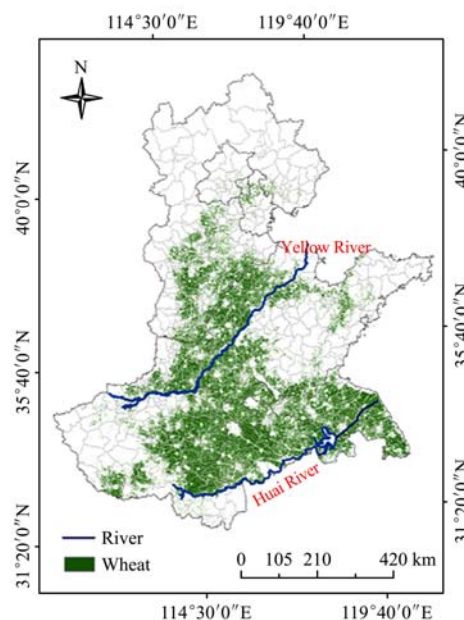 114°30′0″E
119°40′0″E
N
40°0′0″N
40°0′0″N
Yellow River
35°40′0″N
35°40′0″N
Huai River
River
Wheat
31°20′0″N
31°20′0″N
0 105 210 420 km
114°30′0″E
119°40′0″E